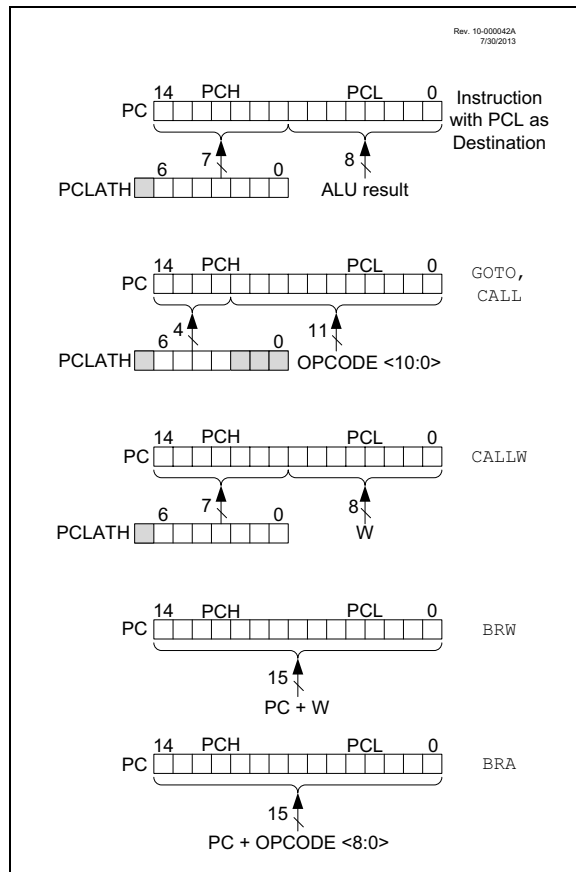 Rev. 10-000042A
7/30/2013
14 PCH PCL 0
PC
Instruction
with PCL as
Destination
7 8
6 0
PCLATH
ALU result
14 PCH PCL 0
PC
GOTO,
CALL
4 11
6 0
PCLATH
OPCODE <10:0>
14 PCH PCL 0
PC
CALLW
7 8
6 0
PCLATH
W
14 PCH PCL 0
PC
BRW
15
PC + W
14 PCH PCL 0
PC
BRA
15
PC + OPCODE <8:0>